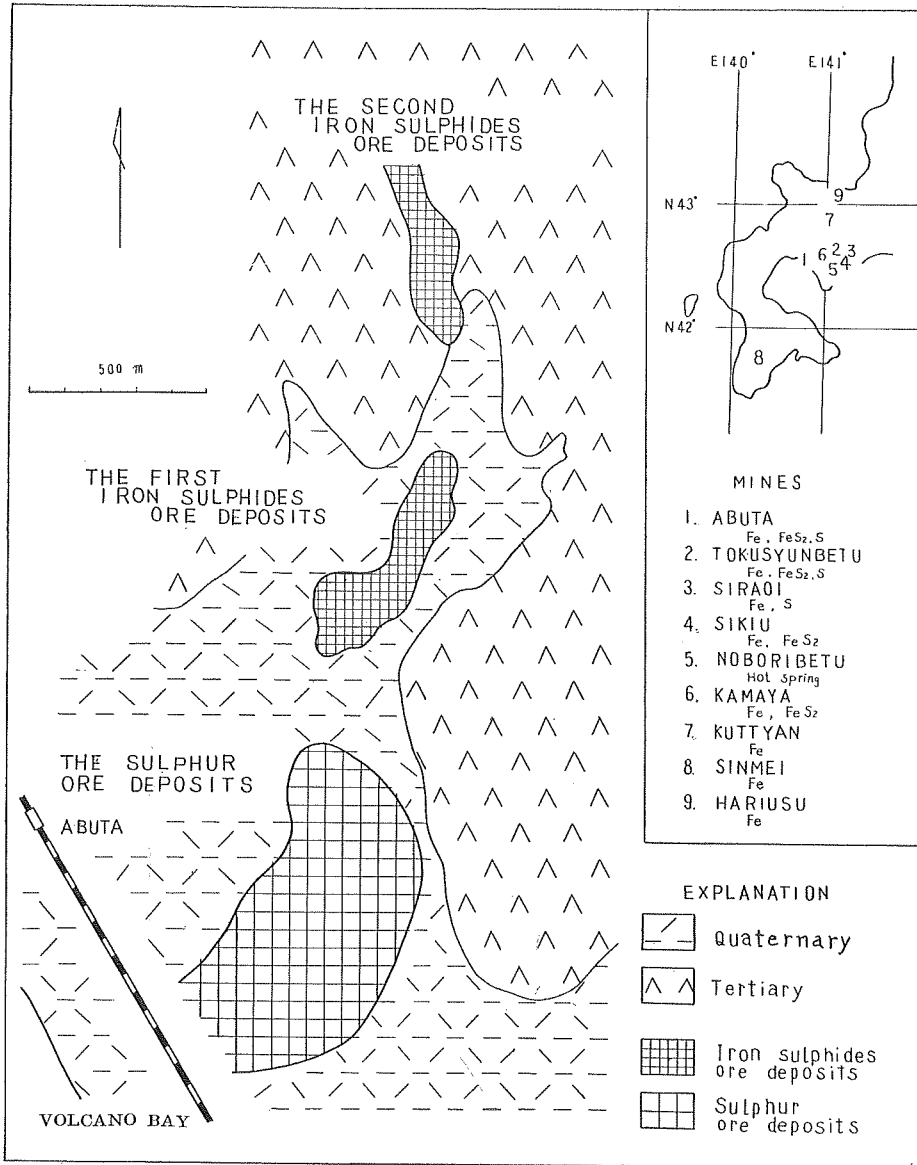 THE SECOND
IRON SULPHIDES
ORE DEPOSITS
500 m
THE FIRST
IRON SULPHIDES
ORE DEPOSITS
THE SULPHUR
ORE DEPOSITS
ABUTA
VOLCANO BAY
E140° E141°
N43°
N42°
9
7
1 6 2 3
5 4
8
MINES
1. ABUTA
Fe, FeS₂, S
2. TOKUSYUNBETU
Fe, FeS₂, S
3. SIRAOI
Fe, S
4. SIKIU
Fe, FeS₂
5. NOBORIBETU
Hot Spring
6. KAMAYA
Fe, FeS₂
7. KUTTYAN
Fe
8. SINMEI
Fe
9. HARIUSU
Fe
EXPLANATION
Quaternary
Tertiary
Iron sulphides
ore deposits
Sulphur
ore deposits